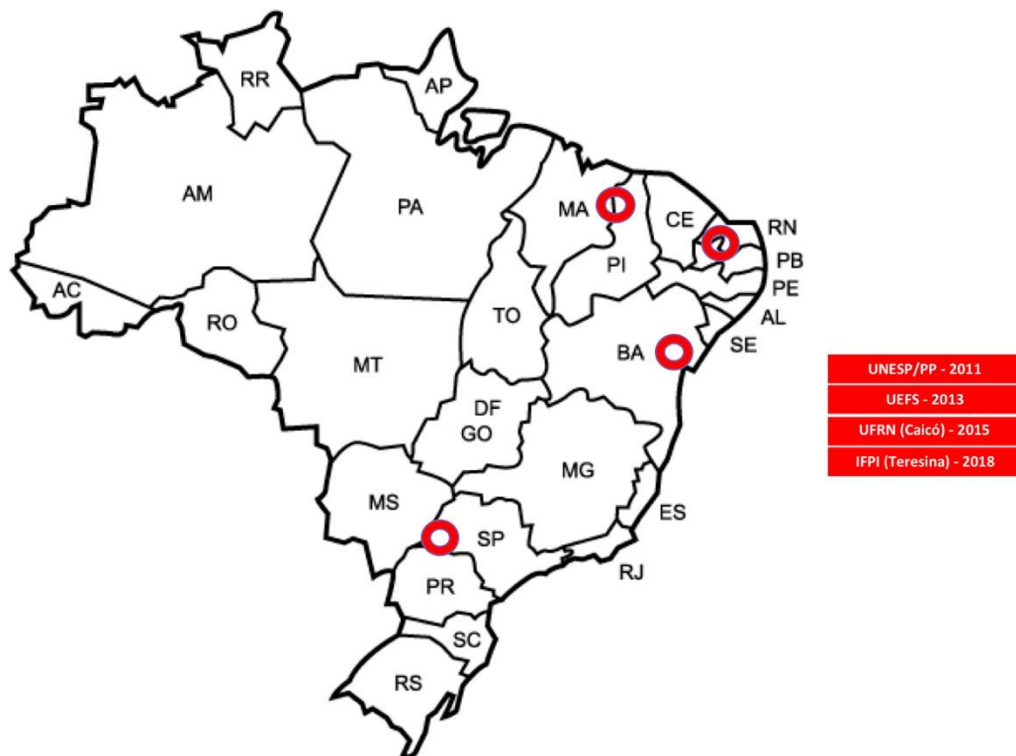 RR
AP
AM
PA
MA
CE
RN
PI
PB
AC
PE
RO
TO
AL
BA
SE
MT
UNESP/PP - 2011
UEFS - 2013
DF
GO
UFRN (Caicó) - 2015
IFPI (Teresina) - 2018
MG
MS
ES
SP
RJ
PR
SC
RS